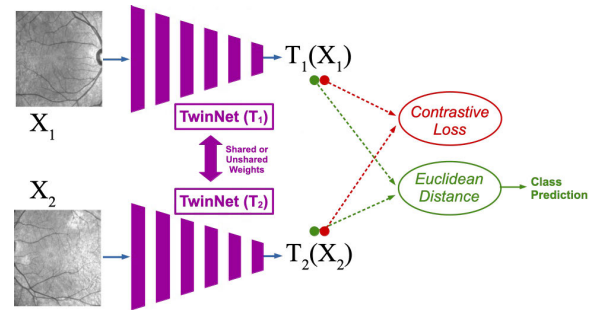 X1
TwinNet (T1)
T1(X1)
Shared or
Unshared
Weights
X2
TwinNet (T2)
T2(X2)
Contrastive
Loss
Euclidean
Distance
Class
Prediction